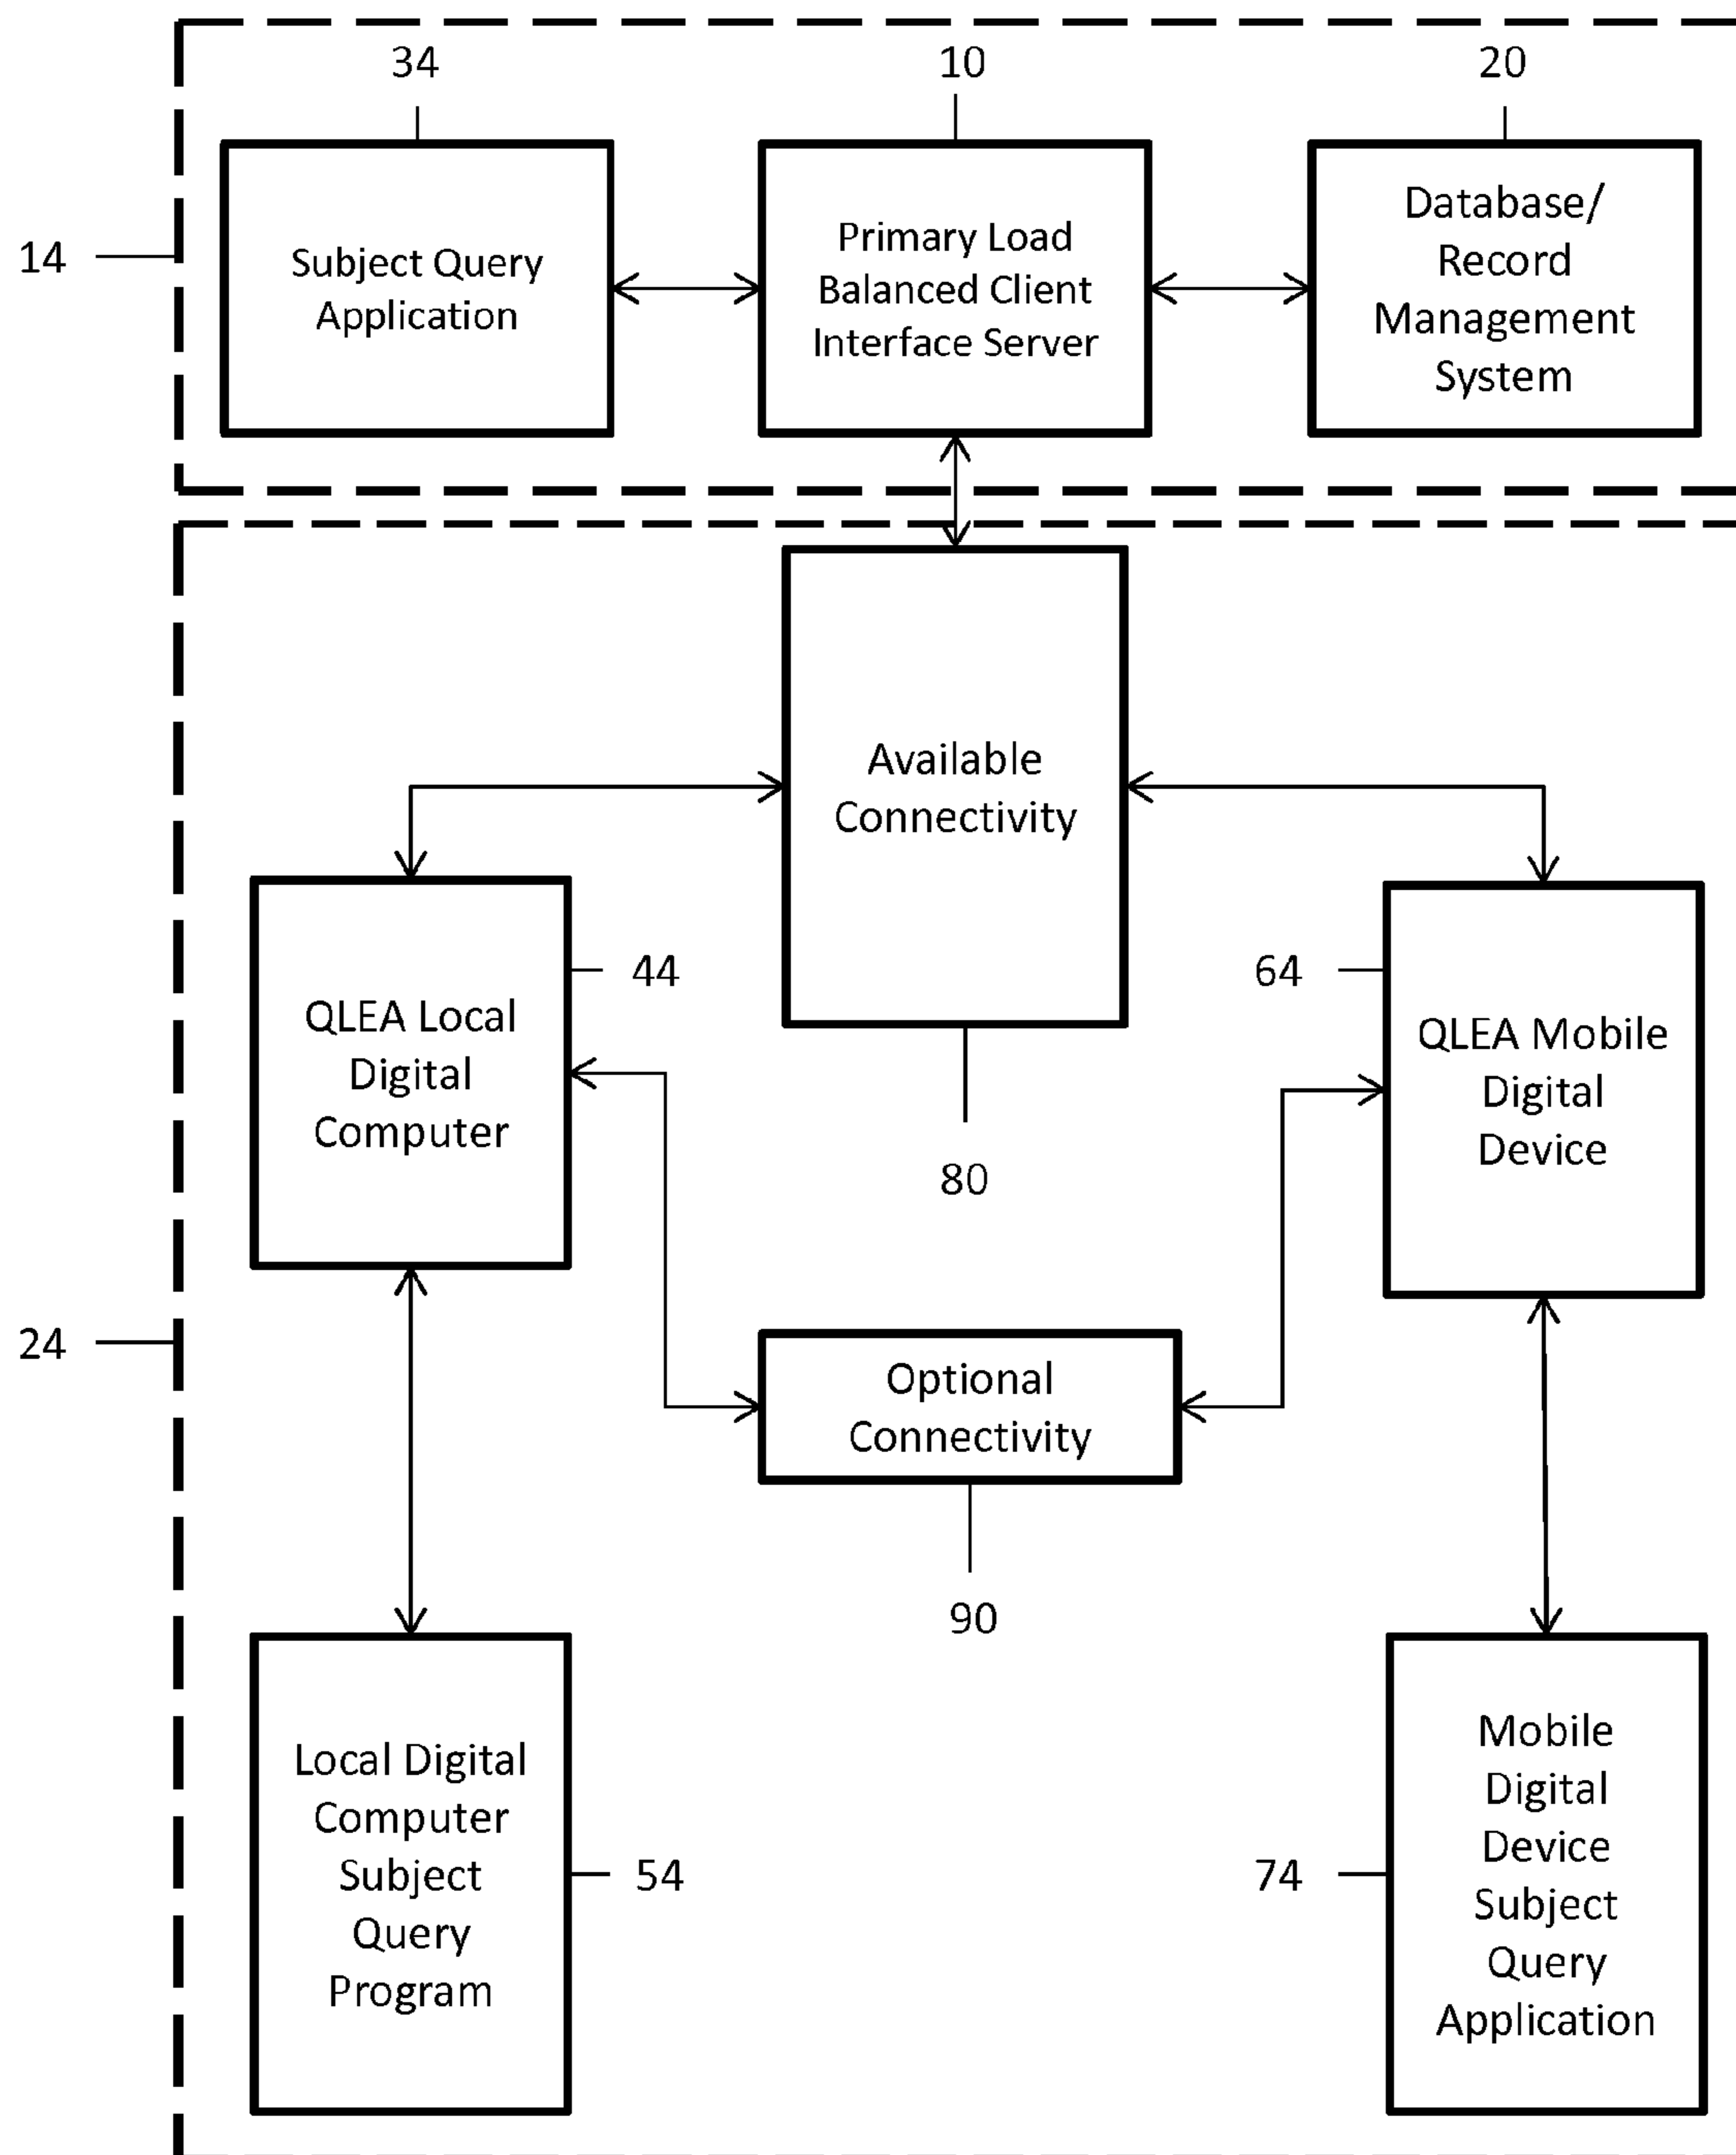 34
10
20
14
Subject Query
Application
Primary Load
Balanced Client
Interface Server
Database/
Record
Management
System
Available
Connectivity
44
64
QLEA Local
Digital
Computer
QLEA Mobile
Digital
Device
80
24
Optional
Connectivity
90
Local Digital
Computer
Subject
Query
Program
54
74
Mobile
Digital
Device
Subject
Query
Application